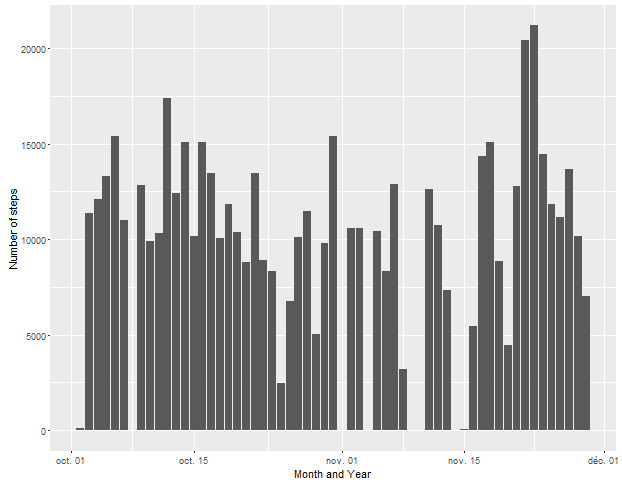 20000
15000
10000
5000
0
Number of steps
oct. 01
oct. 15
nov. 01
nov. 15
déc. 01
Month and Year